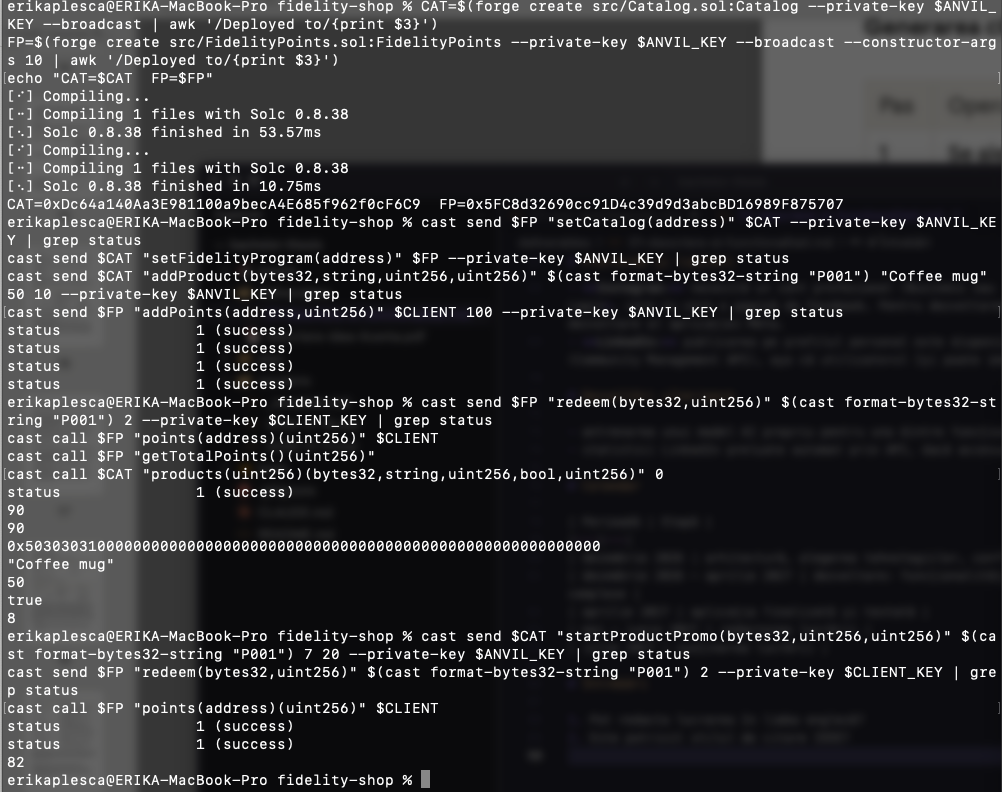 erikaplesca@ERIKA-MacBook-Pro fidelity-shop % CAT=$(forge create src/Catalog.sol:Catalog --private-key $ANVIL_
KEY --broadcast | awk '/Deployed to/{print $3}')
FP=$(forge create src/FidelityPoints.sol:FidelityPoints --private-key $ANVIL_KEY --broadcast --constructor-arg
s 10 | awk '/Deployed to/{print $3}')
echo "CAT=$CAT  FP=$FP"
[⠊] Compiling...
[⠒] Compiling 1 files with Solc 0.8.38
[⠢] Solc 0.8.38 finished in 53.57ms
[⠊] Compiling...
[⠒] Compiling 1 files with Solc 0.8.38
[⠢] Solc 0.8.38 finished in 10.75ms
CAT=0xDc64a140Aa3E981100a9becA4E685f962f0cF6C9  FP=0x5FC8d32690cc91D4c39d9d3abcBD16989F875707
erikaplesca@ERIKA-MacBook-Pro fidelity-shop % cast send $FP "setCatalog(address)" $CAT --private-key $ANVIL_KE
Y | grep status
cast send $CAT "setFidelityProgram(address)" $FP --private-key $ANVIL_KEY | grep status
cast send $CAT "addProduct(bytes32,string,uint256,uint256)" $(cast format-bytes32-string "P001") "Coffee mug"
50 10 --private-key $ANVIL_KEY | grep status
cast send $FP "addPoints(address,uint256)" $CLIENT 100 --private-key $ANVIL_KEY | grep status
status               1 (success)
status               1 (success)
status               1 (success)
status               1 (success)
erikaplesca@ERIKA-MacBook-Pro fidelity-shop % cast send $FP "redeem(bytes32,uint256)" $(cast format-bytes32-st
ring "P001") 2 --private-key $CLIENT_KEY | grep status
cast call $FP "points(address)(uint256)" $CLIENT
cast call $FP "getTotalPoints()(uint256)"
cast call $CAT "products(uint256)(bytes32,string,uint256,bool,uint256)" 0
status               1 (success)
90
90
0x5030303100000000000000000000000000000000000000000000000000000000
"Coffee mug"
50
true
8
erikaplesca@ERIKA-MacBook-Pro fidelity-shop % cast send $CAT "startProductPromo(bytes32,uint256,uint256)" $(ca
st format-bytes32-string "P001") 7 20 --private-key $ANVIL_KEY | grep status
cast send $FP "redeem(bytes32,uint256)" $(cast format-bytes32-string "P001") 2 --private-key $CLIENT_KEY | gre
p status
cast call $FP "points(address)(uint256)" $CLIENT
status               1 (success)
status               1 (success)
82
erikaplesca@ERIKA-MacBook-Pro fidelity-shop %